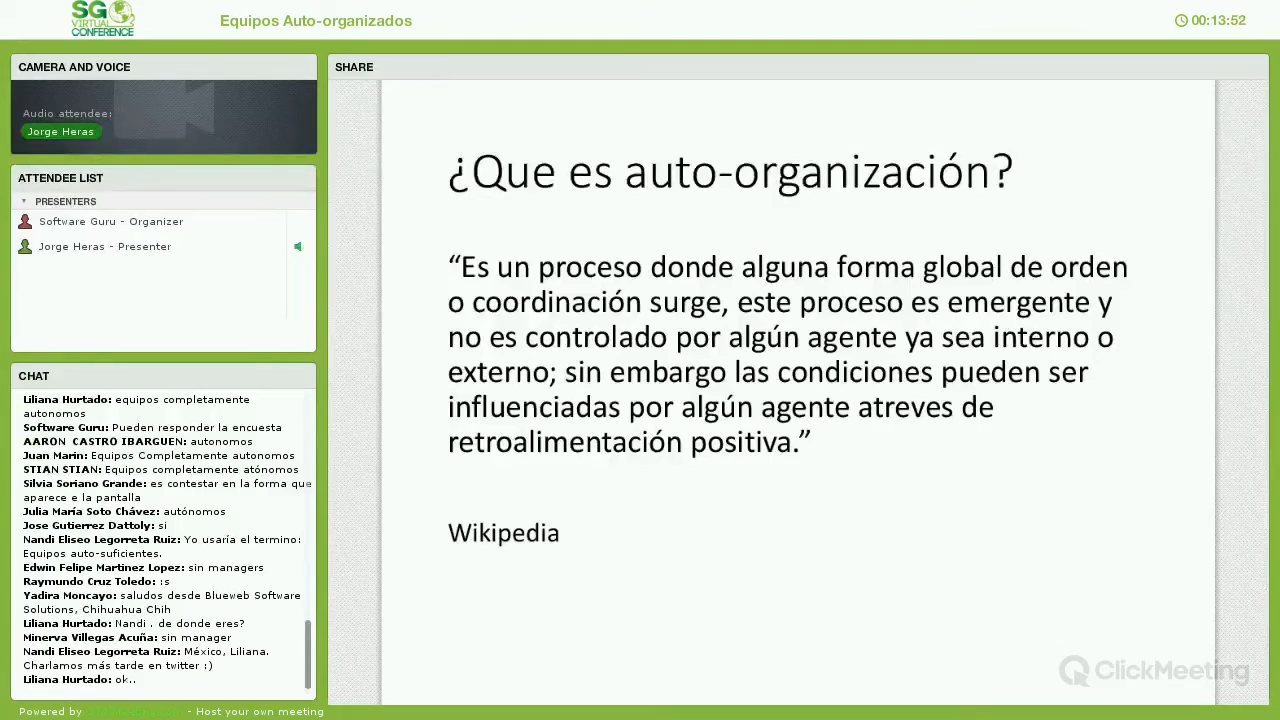 SG
VIRTUAL
CONFERENCE
Equipos Auto-organizados
00:13:52
CAMERA AND VOICE
Audio attendee:
Jorge Heras
ATTENDEE LIST
PRESENTERS
Software Guru - Organizer
Jorge Heras - Presenter
CHAT
Liliana Hurtado: equipos completamente
autonomos
Software Guru: Pueden responder la encuesta
AARON CASTRO IBARGUEN: autonomos
Juan Marin: Equipos Completamente autonomos
STIAN STIAN: Equipos completamente atónomos
Silvia Soriano Grande: es contestar en la forma que
aparece e la pantalla
Julia María Soto Chávez: autónomos
Jose Gutierrez Dattoly: si
Nandi Eliseo Legorreta Ruiz: Yo usaría el termino:
Equipos auto-suficientes.
Edwin Felipe Martinez Lopez: sin managers
Raymundo Cruz Toledo: :s
Yadira Moncayo: saludos desde Blueweb Software
Solutions, Chihuahua Chih
Liliana Hurtado: Nandi . de donde eres?
Minerva Villegas Acuña: sin manager
Nandi Eliseo Legorreta Ruiz: México, Liliana.
Charlamos más tarde en twitter :)
Liliana Hurtado: ok..
Powered by - Host your own meeting
SHARE
¿Que es auto-organización?
“Es un proceso donde alguna forma global de orden
o coordinación surge, este proceso es emergente y
no es controlado por algún agente ya sea interno o
externo; sin embargo las condiciones pueden ser
influenciadas por algún agente atreves de
retroalimentación positiva.”
Wikipedia
ClickMeeting